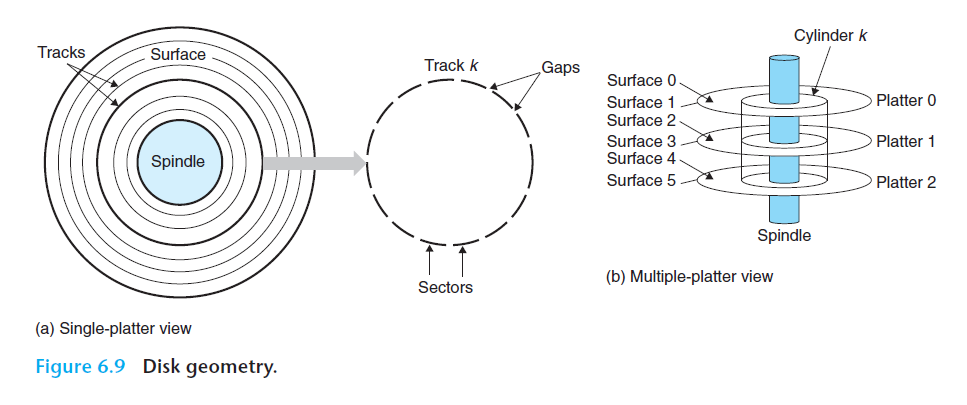 Tracks
Surface
Spindle
Track k
Gaps
Sectors
(a) Single-platter view
Cylinder k
Surface 0
Surface 1
Surface 2
Surface 3
Surface 4
Surface 5
Platter 0
Platter 1
Platter 2
Spindle
(b) Multiple-platter view
Figure 6.9 Disk geometry.